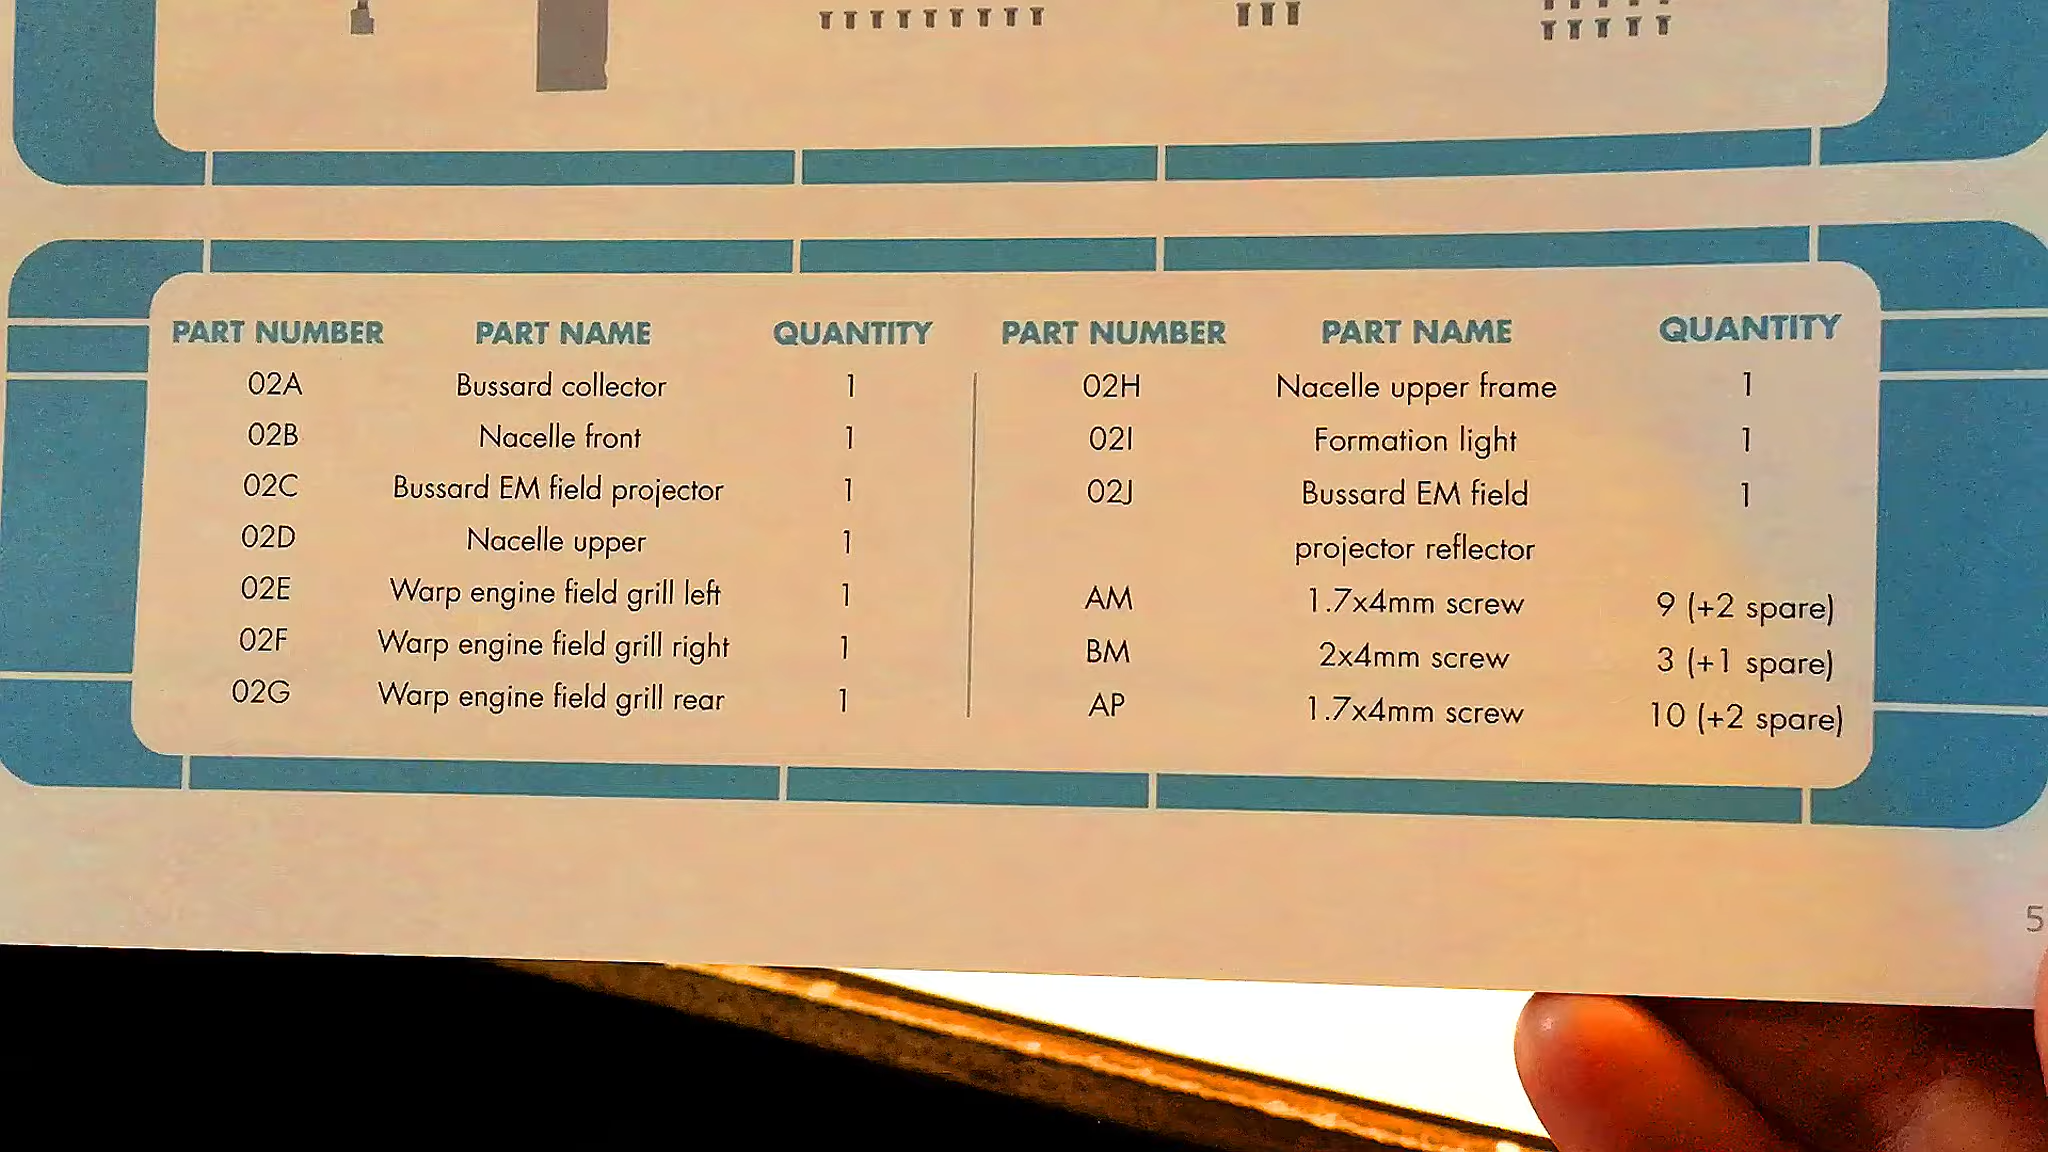 PART NUMBER PART NAME QUANTITY PART NUMBER PART NAME QUANTITY
02A Bussard collector 1 02H Nacelle upper frame 1
02B Nacelle front 1 02I Formation light 1
02C Bussard EM field projector 1 02J Bussard EM field 1
02D Nacelle upper 1 projector reflector
02E Warp engine field grill left 1 AM 1.7x4mm screw 9 (+2 spare)
02F Warp engine field grill right 1 BM 2x4mm screw 3 (+1 spare)
02G Warp engine field grill rear 1 AP 1.7x4mm screw 10 (+2 spare)
5